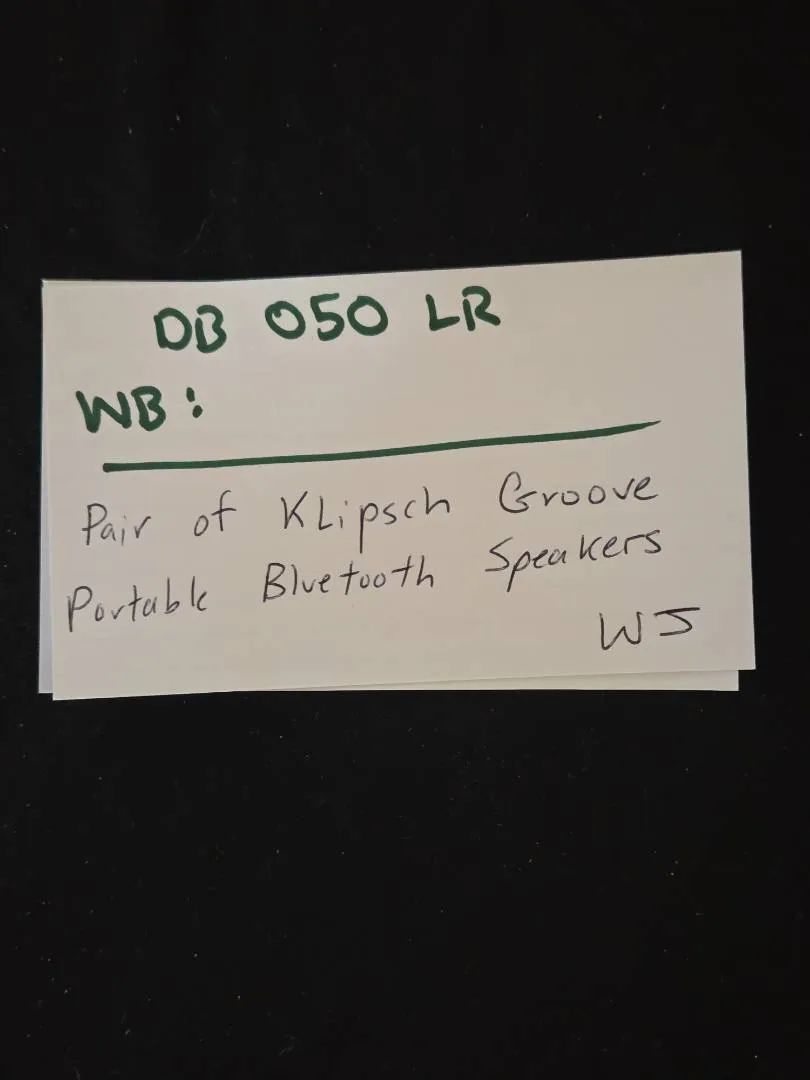 DB 050 LR
WB:
Pair of KLipsch Groove
Portable Bluetooth Speakers
WJ